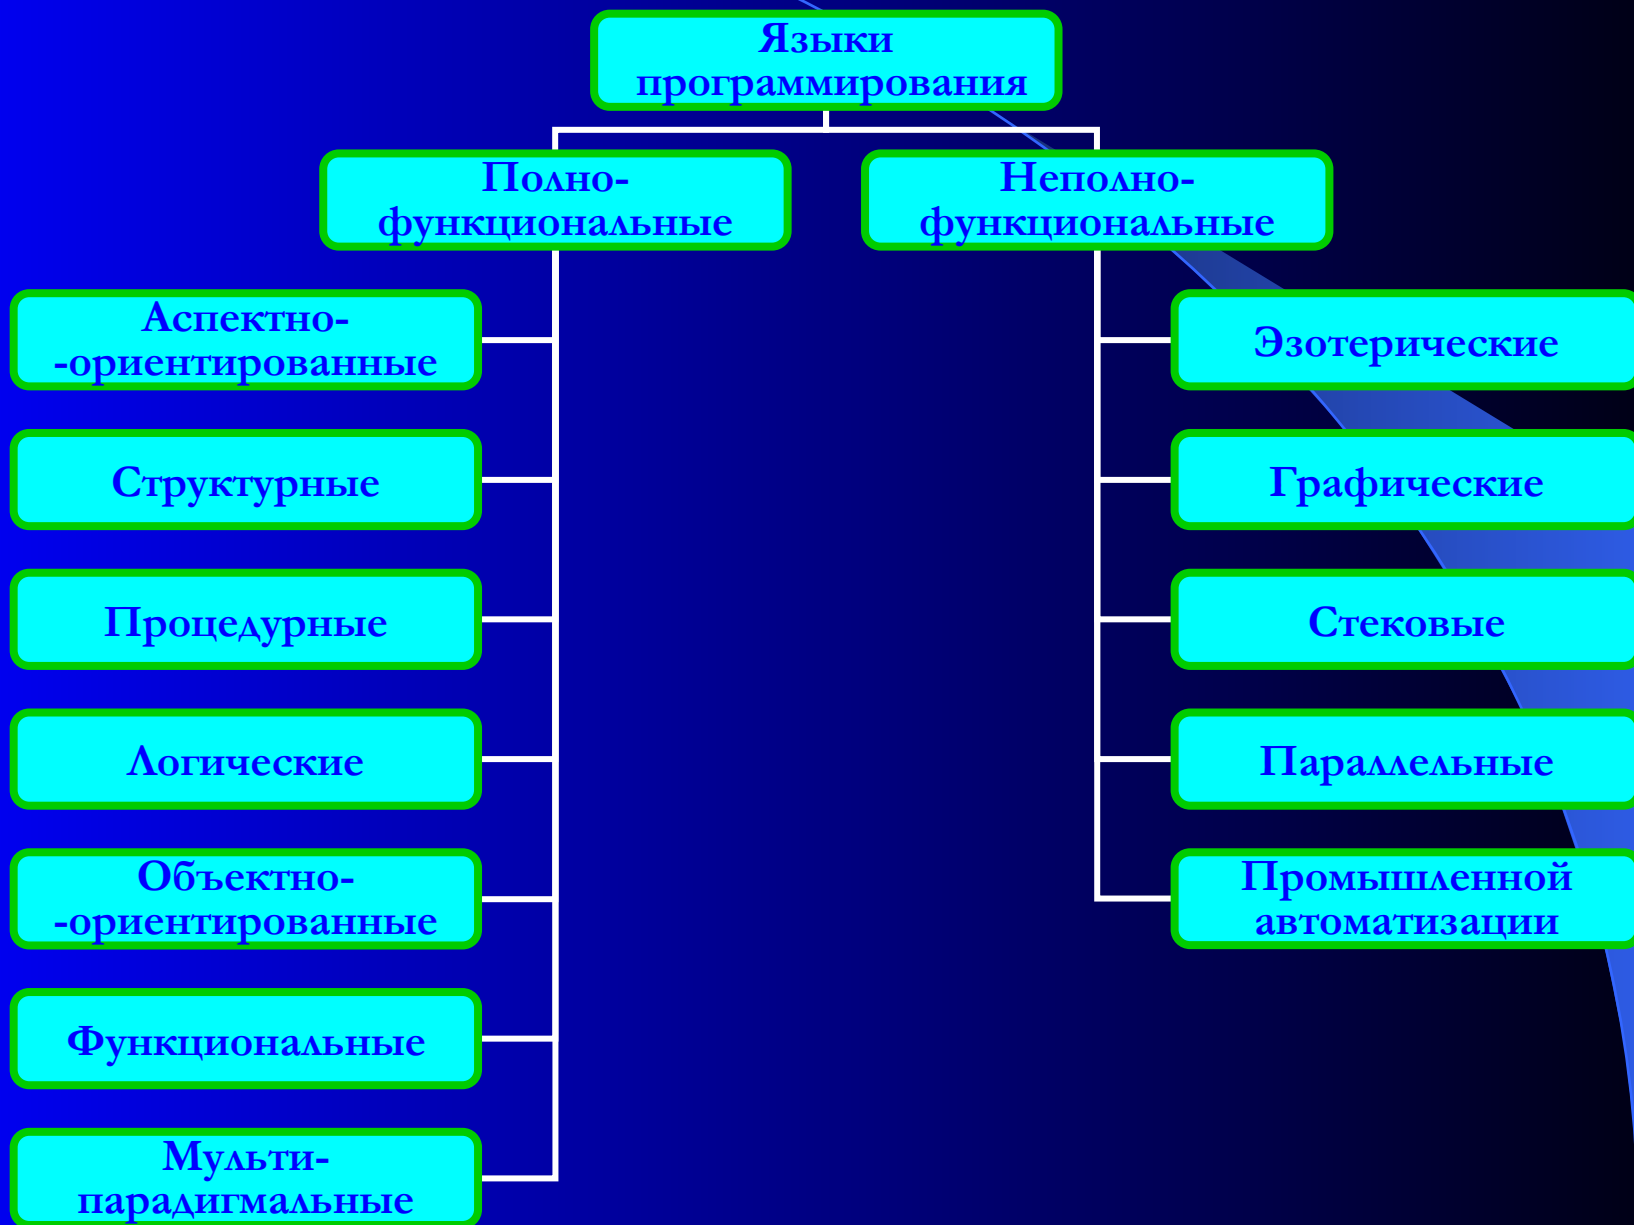 Языки
программирования
Полно-
функциональные
Неполно-
функциональные
Аспектно-
-ориентированные
Структурные
Процедурные
Логические
Объектно-
-ориентированные
Функциональные
Мульти-
парадигмальные
Эзотерические
Графические
Стековые
Параллельные
Промышленной
автоматизации